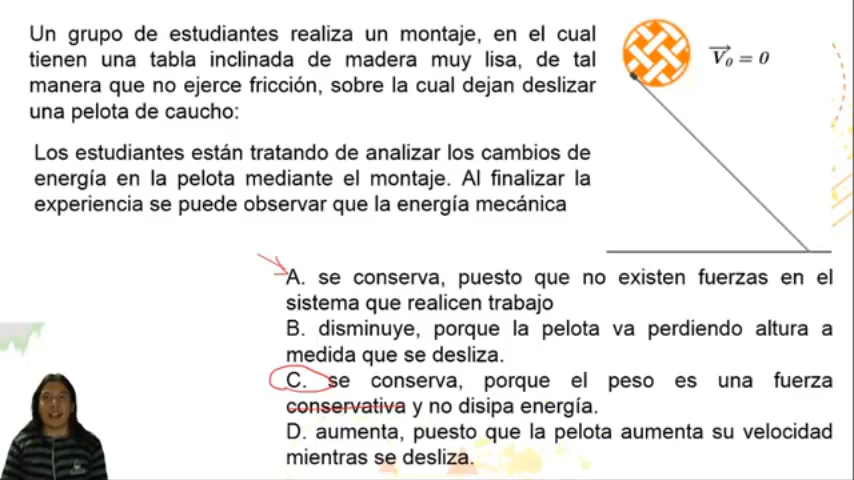 Un grupo de estudiantes realiza un montaje, en el cual
tienen una tabla inclinada de madera muy lisa, de tal
manera que no ejerce fricción, sobre la cual dejan deslizar
una pelota de caucho:
V₀ = 0
Los estudiantes están tratando de analizar los cambios de
energía en la pelota mediante el montaje. Al finalizar la
experiencia se puede observar que la energía mecánica
A. se conserva, puesto que no existen fuerzas en el
sistema que realicen trabajo
B. disminuye, porque la pelota va perdiendo altura a
medida que se desliza.
C. se conserva, porque el peso es una fuerza
conservativa y no disipa energía.
D. aumenta, puesto que la pelota aumenta su velocidad
mientras se desliza.